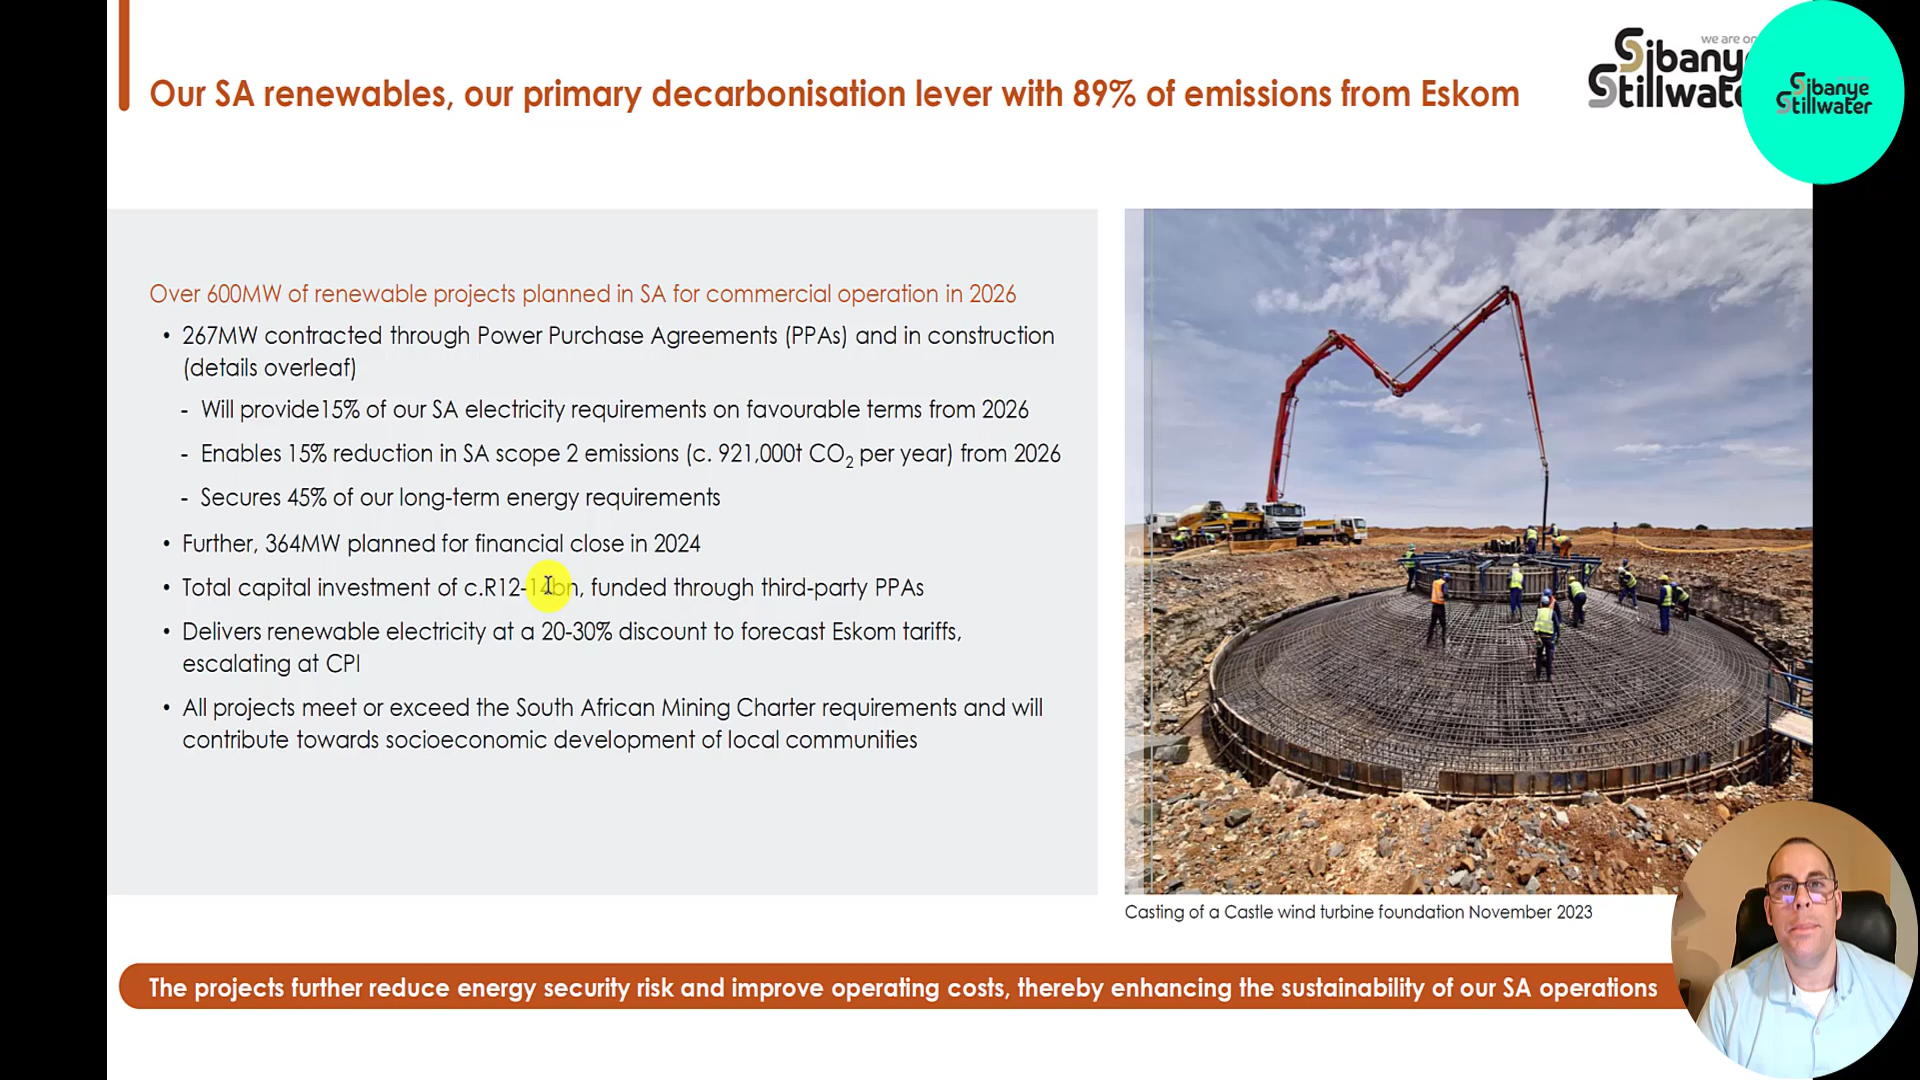 we are on
Sibanye
Stillwater
Sibanye
Stillwater
Our SA renewables, our primary decarbonisation lever with 89% of emissions from Eskom
Over 600MW of renewable projects planned in SA for commercial operation in 2026
• 267MW contracted through Power Purchase Agreements (PPAs) and in construction
(details overleaf)
- Will provide15% of our SA electricity requirements on favourable terms from 2026
- Enables 15% reduction in SA scope 2 emissions (c. 921,000t CO₂ per year) from 2026
- Secures 45% of our long-term energy requirements
• Further, 364MW planned for financial close in 2024
• Total capital investment of c.R12-14bn, funded through third-party PPAs
• Delivers renewable electricity at a 20-30% discount to forecast Eskom tariffs,
escalating at CPI
• All projects meet or exceed the South African Mining Charter requirements and will
contribute towards socioeconomic development of local communities
Casting of a Castle wind turbine foundation November 2023
The projects further reduce energy security risk and improve operating costs, thereby enhancing the sustainability of our SA operations